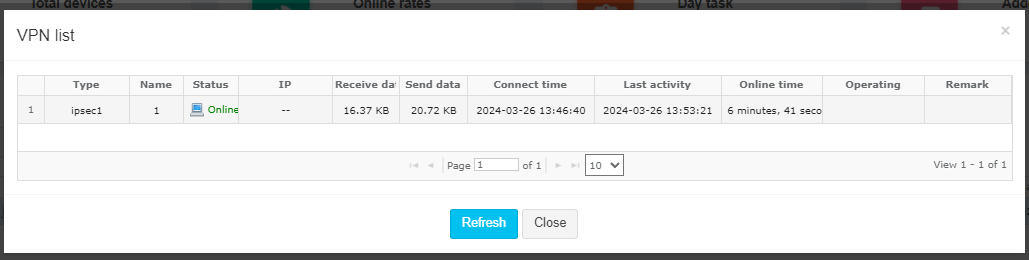 Total devices Online rates Day task Add
VPN list ×
Type Name Status IP Receive dat Send data Connect time Last activity Online time Operating Remark
1 ipsec1 1 Online -- 16.37 KB 20.72 KB 2024-03-26 13:46:40 2024-03-26 13:53:21 6 minutes, 41 seco
Page 1 of 1 10 View 1 - 1 of 1
Refresh Close